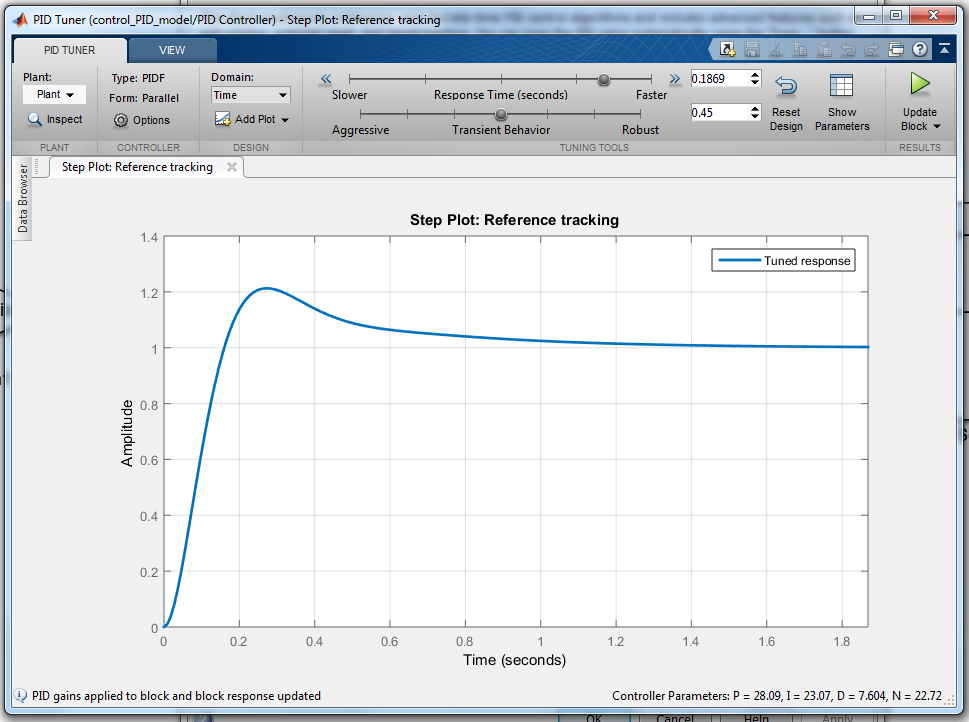 PID Tuner (control_PID_model/PID Controller) - Step Plot: Reference tracking
PID TUNER VIEW
Plant: Type: PIDF Domain: 0.1869
Plant Form: Parallel Time Slower Response Time (seconds) Faster
Inspect Options Add Plot 0.45 Reset Design Show Parameters Update Block
Aggressive Transient Behavior Robust
PLANT CONTROLLER DESIGN TUNING TOOLS RESULTS
Step Plot: Reference tracking
Data Browser
Step Plot: Reference tracking
Tuned response
1.4
1.2
1
0.8
0.6
0.4
0.2
0
Amplitude
0 0.2 0.4 0.6 0.8 1 1.2 1.4 1.6 1.8
Time (seconds)
PID gains applied to block and block response updated Controller Parameters: P = 28.09, I = 23.07, D = 7.604, N = 22.72
OK Cancel Help Apply